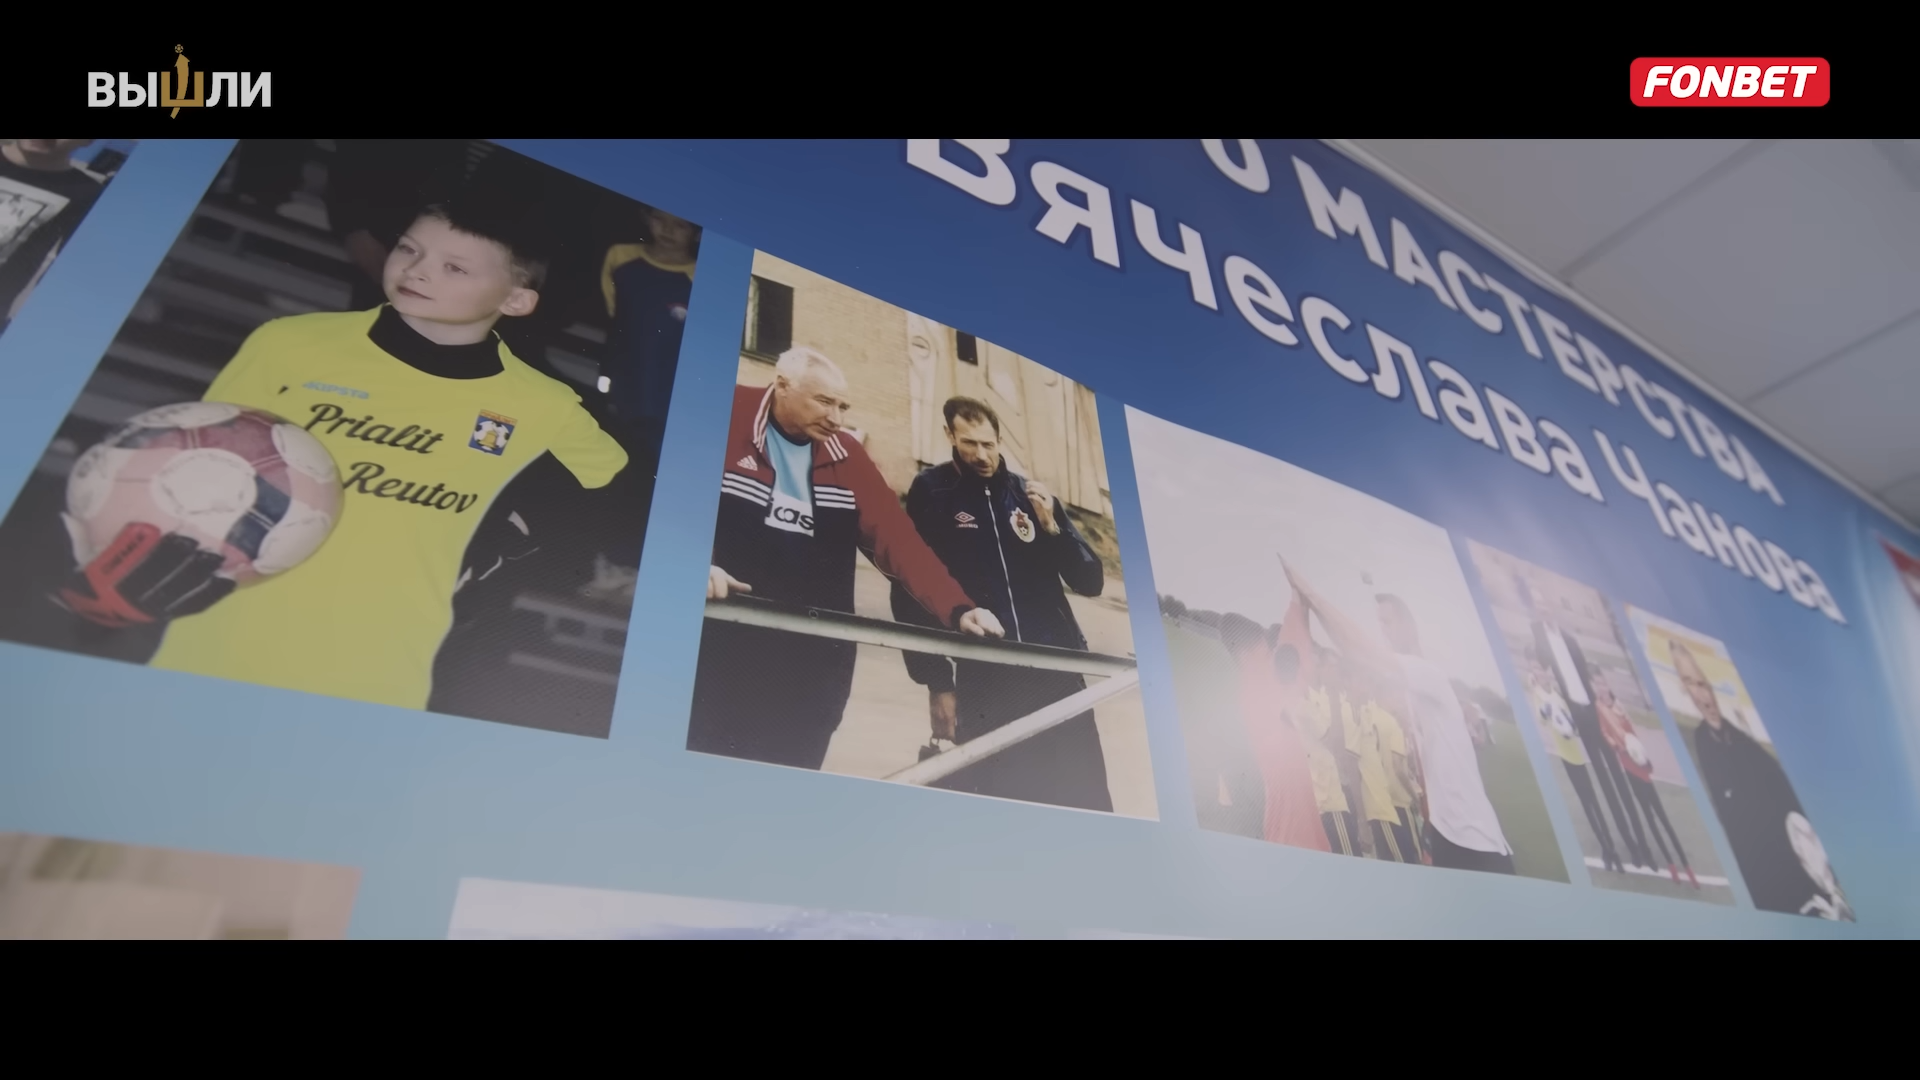 ВЫШЛИ
FONBET
О МАСТЕРСТВА
Вячеслава Чанова
Prialit
Reutov